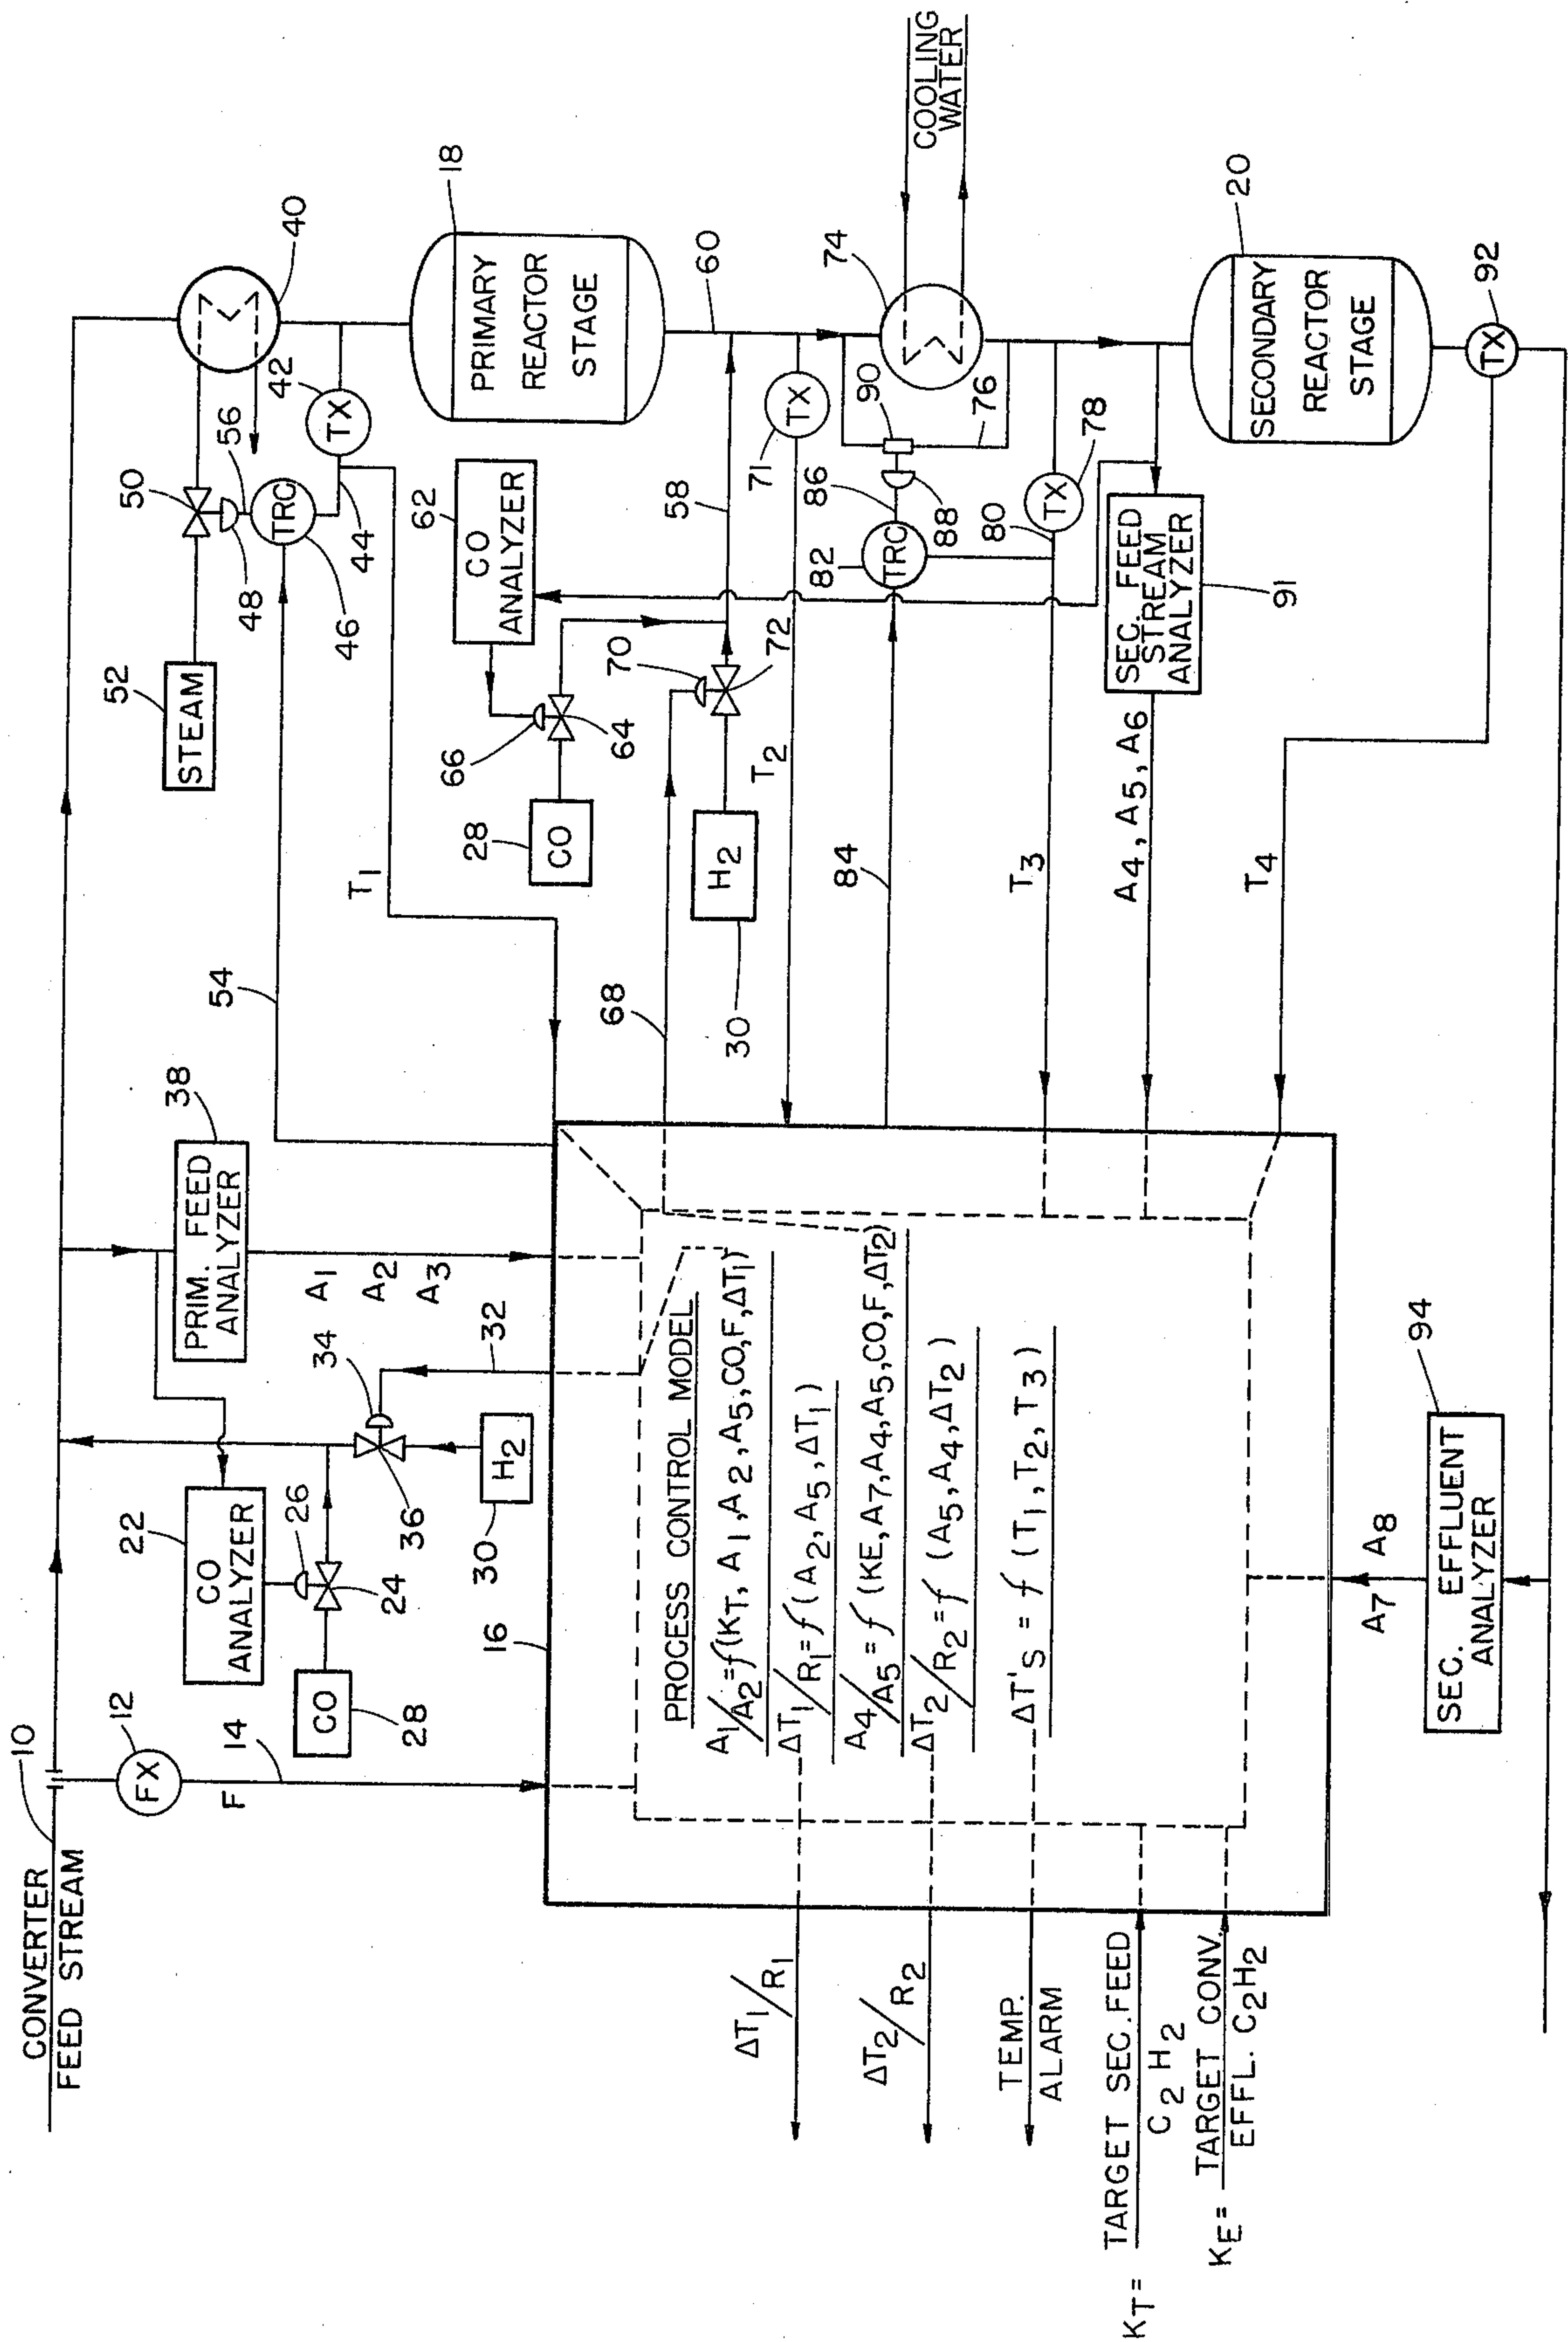 CONVERTER
FEED STREAM
10
12
FX
F
14
22
CO
ANALYZER
26
24
CO
28
34
32
36
H2
30
38
PRIM. FEED
ANALYZER
A1
A2
A3
54
16
52
STEAM
50
56
48
TRC
46
44
42
TX
40
T1
PRIMARY
REACTOR
STAGE
18
62
CO
ANALYZER
66
64
28
CO
58
60
68
70
72
H2
30
T2
71
TX
74
COOLING
WATER
90
76
86
88
82
TRC
84
80
TX
78
T3
SEC. FEED
STREAM
ANALYZER
91
A4, A5, A6
SECONDARY
REACTOR
STAGE
20
TX
92
T4
PROCESS CONTROL MODEL
A1/A2=f(KT, A1, A2, A5, CO, F, ΔT1)
ΔT1/R1=f(A2, A5, ΔT1)
A4/A5=f(KE, A7, A4, A5, CO, F, ΔT2)
ΔT2/R2=f(A5, A4, ΔT2)
ΔT'S = f (T1, T2, T3)
ΔT1/R1
ΔT2/R2
TEMP.
ALARM
KT= TARGET SEC. FEED
C2H2
KE= TARGET CONV.
EFFL. C2H2
A7 A8
SEC. EFFLUENT
ANALYZER
94